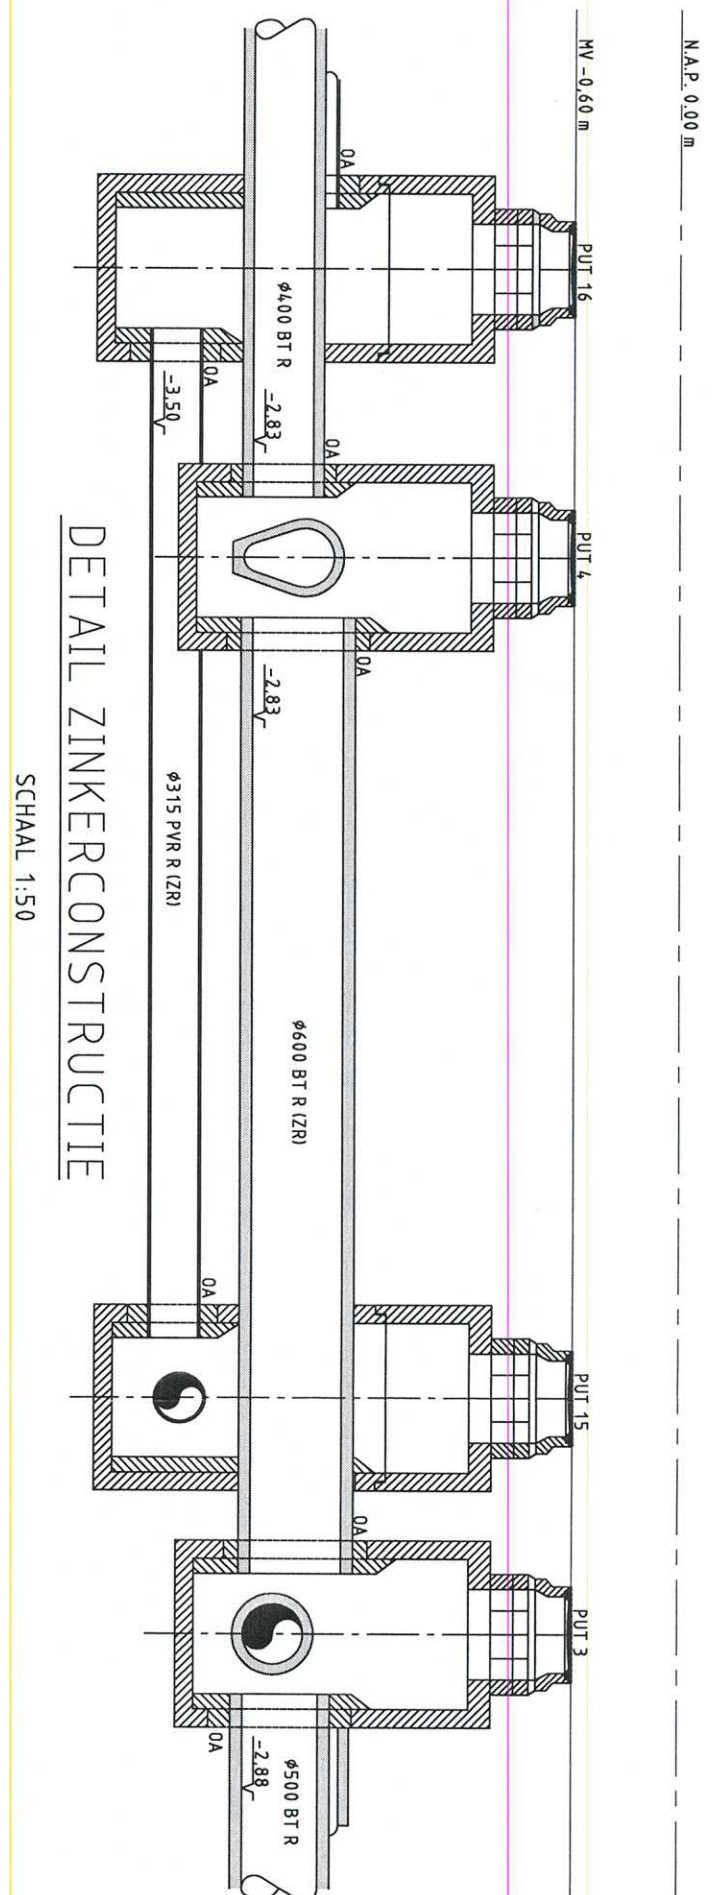 N.A.P. 0.00 m
MV -0,60 m
PUT 16
PUT 4
PUT 15
PUT 3
OA
OA
OA
OA
OA
OA
OA
ø400 BT R
-2.83
-2.83
ø600 BT R (ZR)
ø500 BT R
-2.88
-3.50
ø315 PVR R (ZR)
DETAIL ZINKERCONSTRUCTIE
SCHAAL 1:50